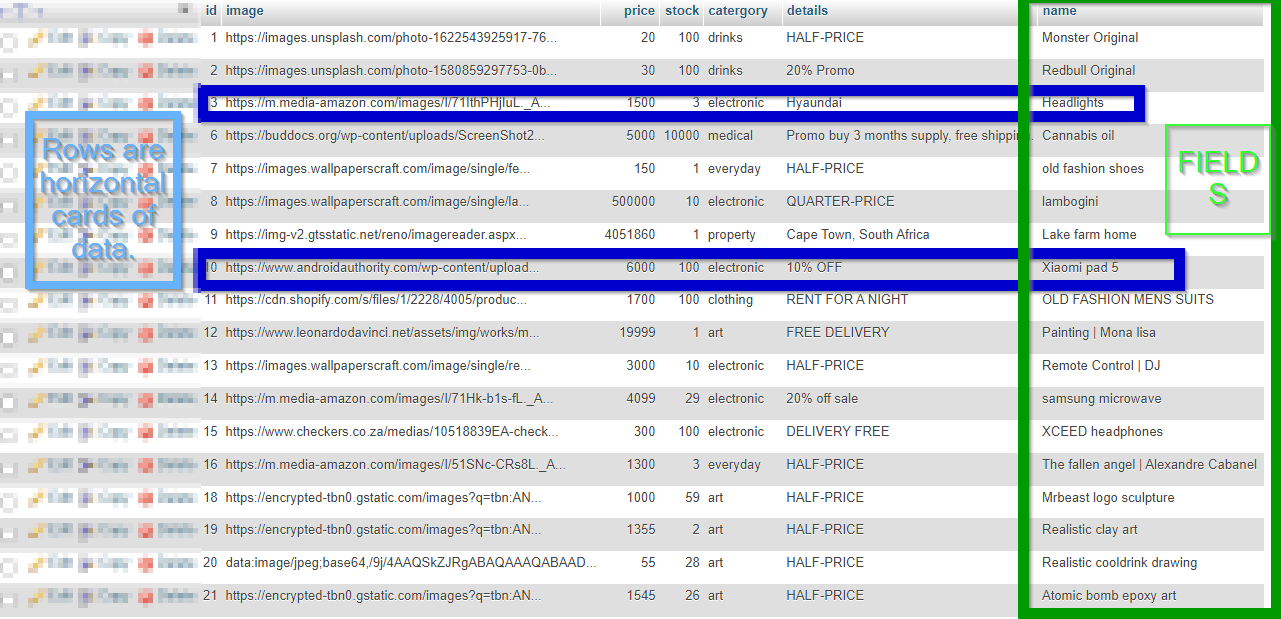 id image price stock catergory details name
1 https://images.unsplash.com/photo-1622543925917-76... 20 100 drinks HALF-PRICE Monster Original
2 https://images.unsplash.com/photo-1580859297753-0b... 30 100 drinks 20% Promo Redbull Original
3 https://m.media-amazon.com/images/I/71IthPHjIuL._A... 1500 3 electronic Hyaundai Headlights
6 https://buddocs.org/wp-content/uploads/ScreenShot2... 5000 10000 medical Promo buy 3 months supply, free shippin. Cannabis oil
7 https://images.wallpaperscraft.com/image/single/fe... 150 1 everyday HALF-PRICE old fashion shoes
8 https://images.wallpaperscraft.com/image/single/la... 500000 10 electronic QUARTER-PRICE lambogini
9 https://img-v2.gtsstatic.net/reno/imagereader.aspx... 4051860 1 property Cape Town, South Africa Lake farm home
10 https://www.androidauthority.com/wp-content/upload... 6000 100 electronic 10% OFF Xiaomi pad 5
11 https://cdn.shopify.com/s/files/1/2228/4005/produc... 1700 100 clothing RENT FOR A NIGHT OLD FASHION MENS SUITS
12 https://www.leonardodavinci.net/assets/img/works/m... 19999 1 art FREE DELIVERY Painting | Mona lisa
13 https://images.wallpaperscraft.com/image/single/re... 3000 10 electronic HALF-PRICE Remote Control | DJ
14 https://m.media-amazon.com/images/I/71Hk-b1s-fL._A... 4099 29 electronic 20% off sale samsung microwave
15 https://www.checkers.co.za/medias/10518839EA-check... 300 100 electronic DELIVERY FREE XCEED headphones
16 https://m.media-amazon.com/images/I/51SNc-CRs8L._A... 1300 3 everyday HALF-PRICE The fallen angel | Alexandre Cabanel
18 https://encrypted-tbn0.gstatic.com/images?q=tbn:AN... 1000 59 art HALF-PRICE Mrbeast logo sculpture
19 https://encrypted-tbn0.gstatic.com/images?q=tbn:AN... 1355 2 art HALF-PRICE Realistic clay art
20 data:image/jpeg;base64,/9j/4AAQSkZJRgABAQAAAQABAAD... 55 28 art HALF-PRICE Realistic cooldrink drawing
21 https://encrypted-tbn0.gstatic.com/images?q=tbn:AN... 1545 26 art HALF-PRICE Atomic bomb epoxy art
Rows are
horizontal
cards of
data.
FIELD
S